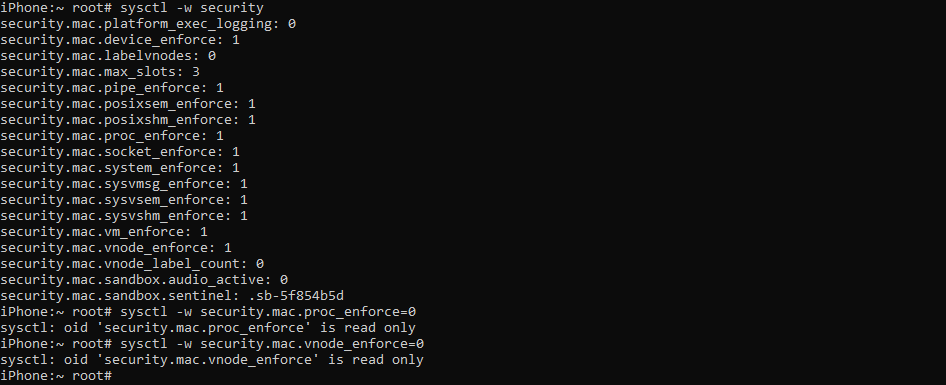 iPhone:~ root# sysctl -w security
security.mac.platform_exec_logging: 0
security.mac.device_enforce: 1
security.mac.labelvnodes: 0
security.mac.max_slots: 3
security.mac.pipe_enforce: 1
security.mac.posixsem_enforce: 1
security.mac.posixshm_enforce: 1
security.mac.proc_enforce: 1
security.mac.socket_enforce: 1
security.mac.system_enforce: 1
security.mac.sysvmsg_enforce: 1
security.mac.sysvsem_enforce: 1
security.mac.sysvshm_enforce: 1
security.mac.vm_enforce: 1
security.mac.vnode_enforce: 1
security.mac.vnode_label_count: 0
security.mac.sandbox.audio_active: 0
security.mac.sandbox.sentinel: .sb-5f854b5d
iPhone:~ root# sysctl -w security.mac.proc_enforce=0
sysctl: oid 'security.mac.proc_enforce' is read only
iPhone:~ root# sysctl -w security.mac.vnode_enforce=0
sysctl: oid 'security.mac.vnode_enforce' is read only
iPhone:~ root#